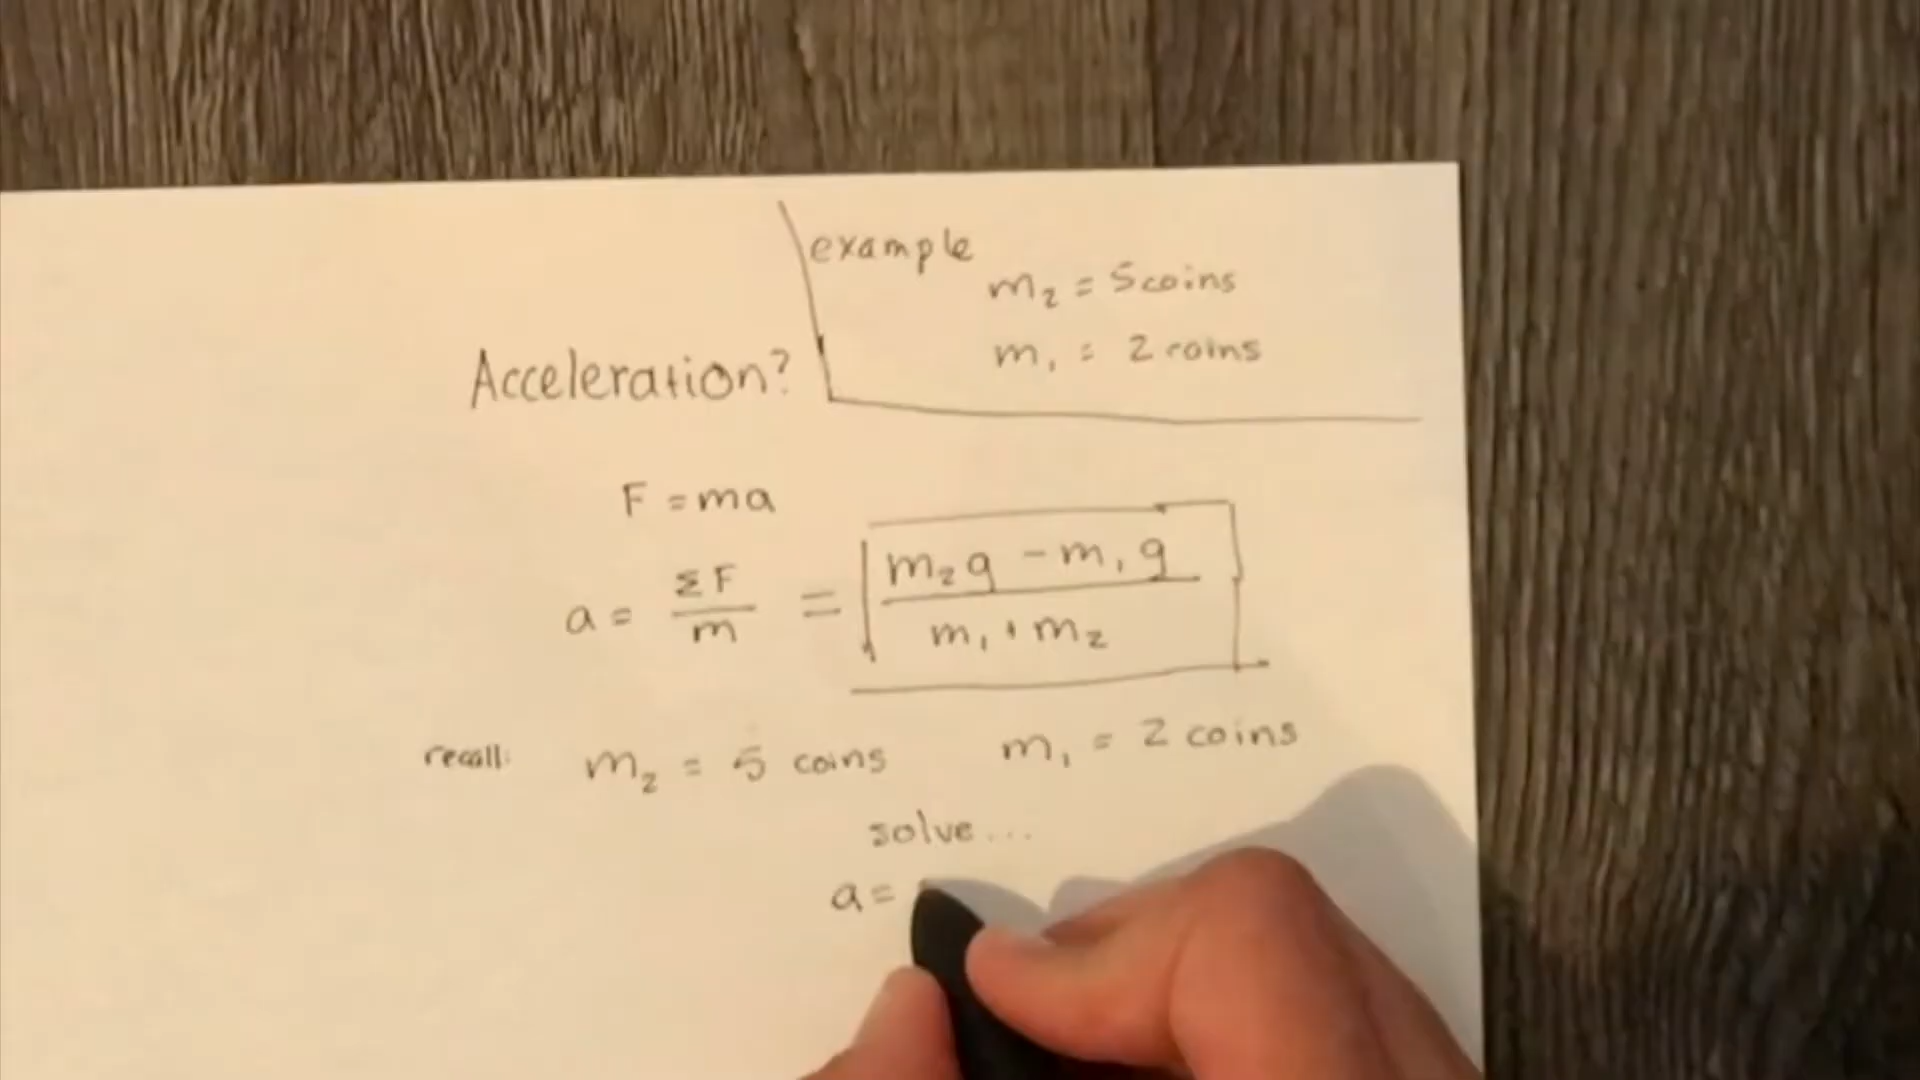 example
m₂ = 5 coins
m₁ = 2 coins
Acceleration?
F = ma
a = ΣF/m = (m₂g - m₁g)/(m₁ + m₂)
recall: m₂ = 5 coins m₁ = 2 coins
solve...
a =